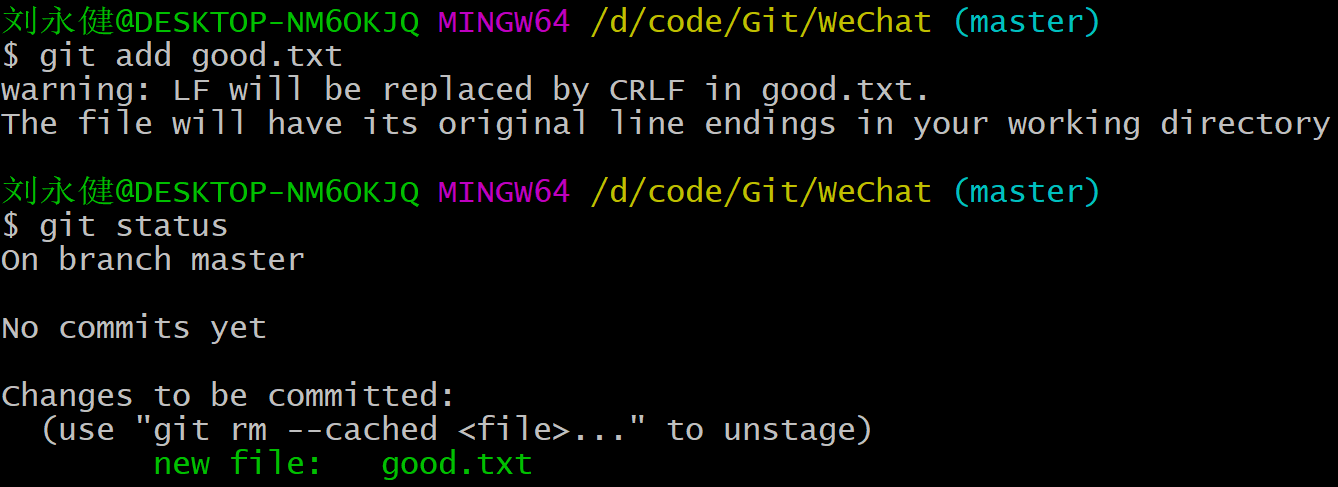 刘永健@DESKTOP-NM6OKJQ MINGW64 /d/code/Git/WeChat (master)
$ git add good.txt
warning: LF will be replaced by CRLF in good.txt.
The file will have its original line endings in your working directory
刘永健@DESKTOP-NM6OKJQ MINGW64 /d/code/Git/WeChat (master)
$ git status
On branch master
No commits yet
Changes to be committed:
  (use "git rm --cached <file>..." to unstage)
        new file:   good.txt